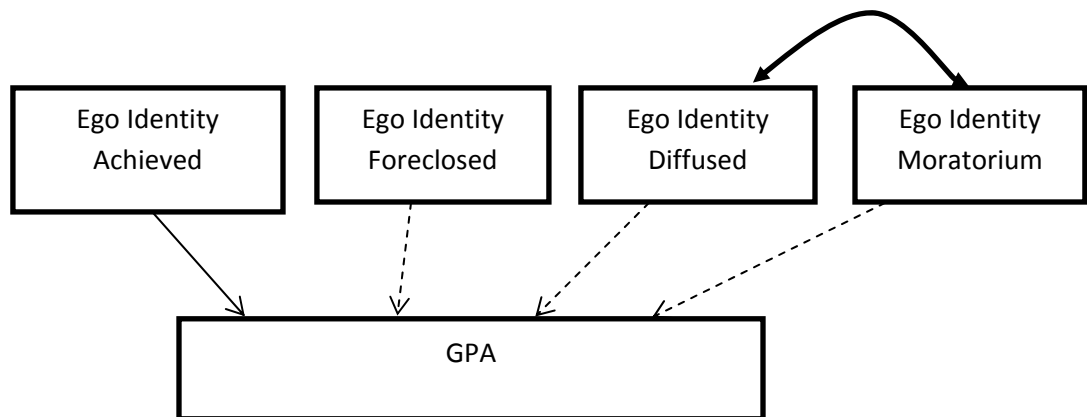 Ego Identity
Achieved
Ego Identity
Foreclosed
Ego Identity
Diffused
Ego Identity
Moratorium
GPA